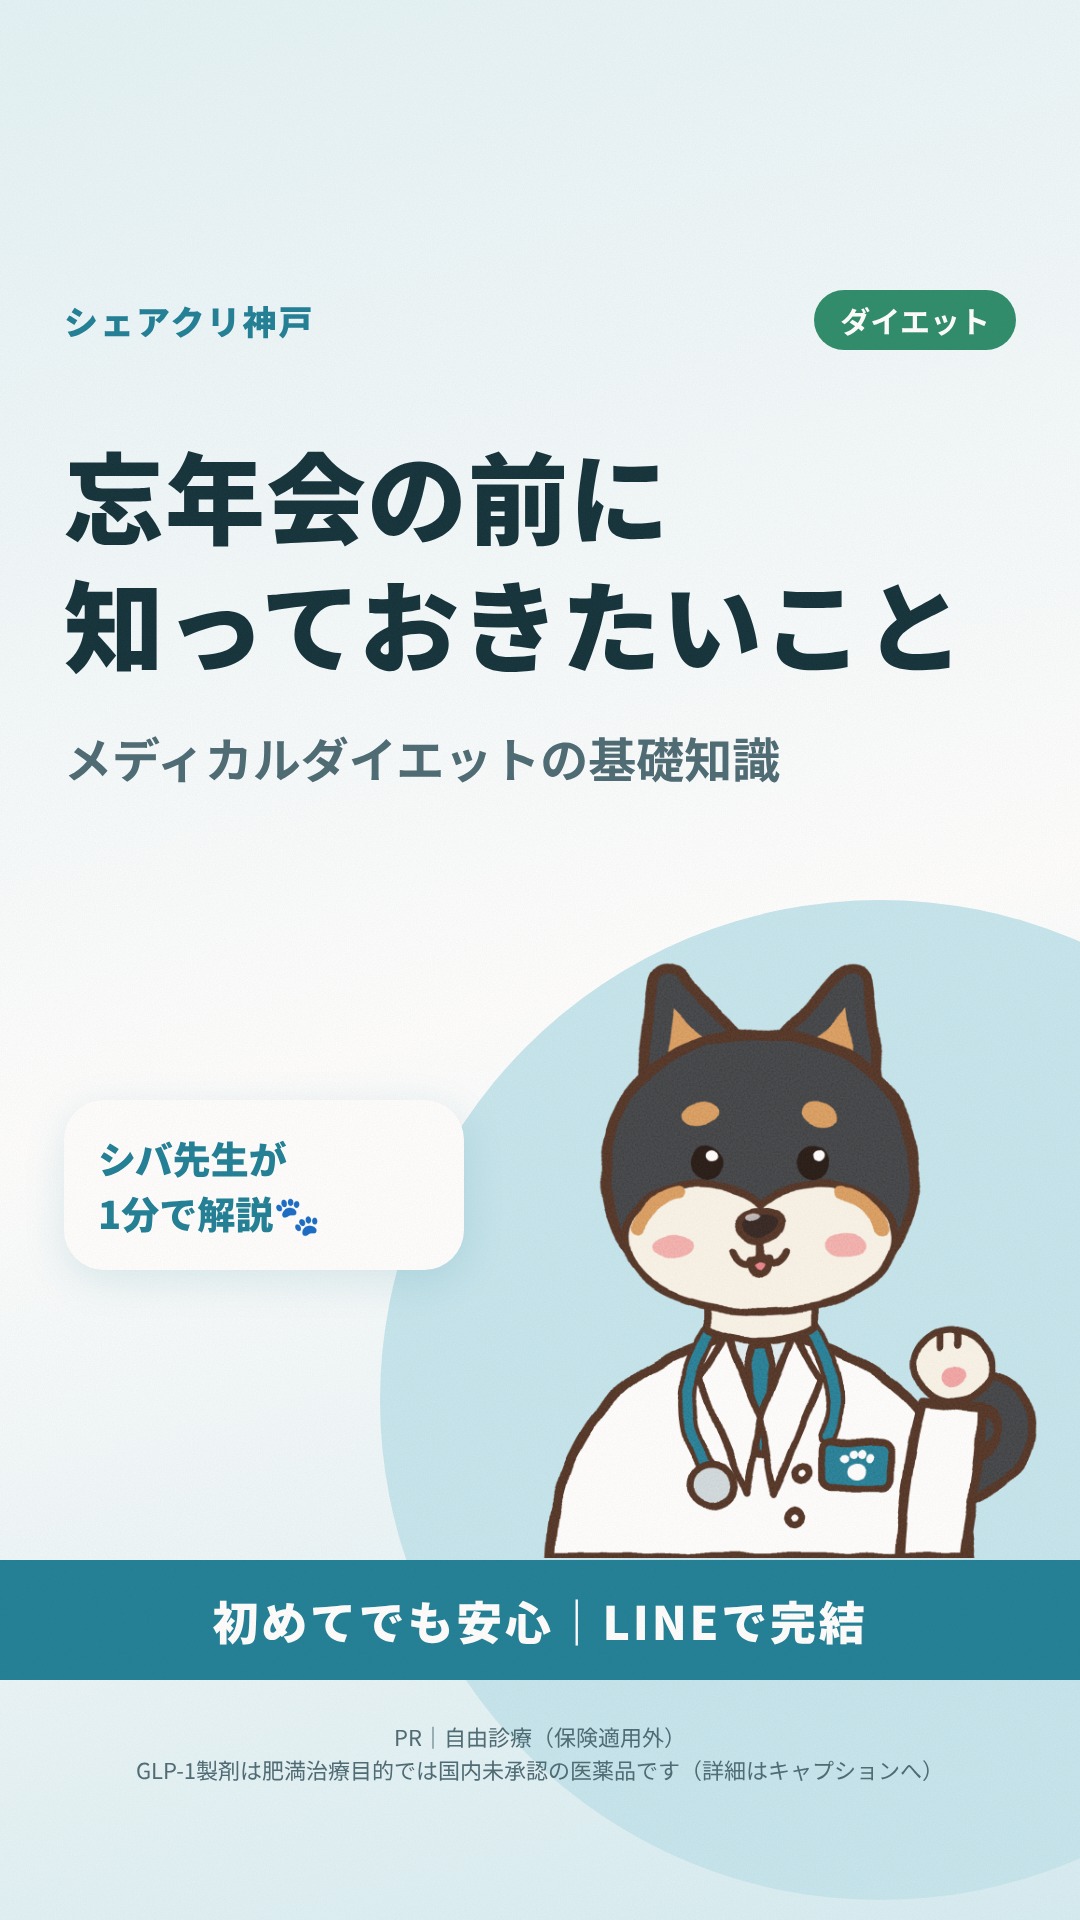 シェアクリ神戸
ダイエット
忘年会の前に
知っておきたいこと
メディカルダイエットの基礎知識
シバ先生が
1分で解説🐾
初めてでも安心｜LINEで完結
PR｜自由診療（保険適用外）
GLP-1製剤は肥満治療目的では国内未承認の医薬品です（詳細はキャプションへ）